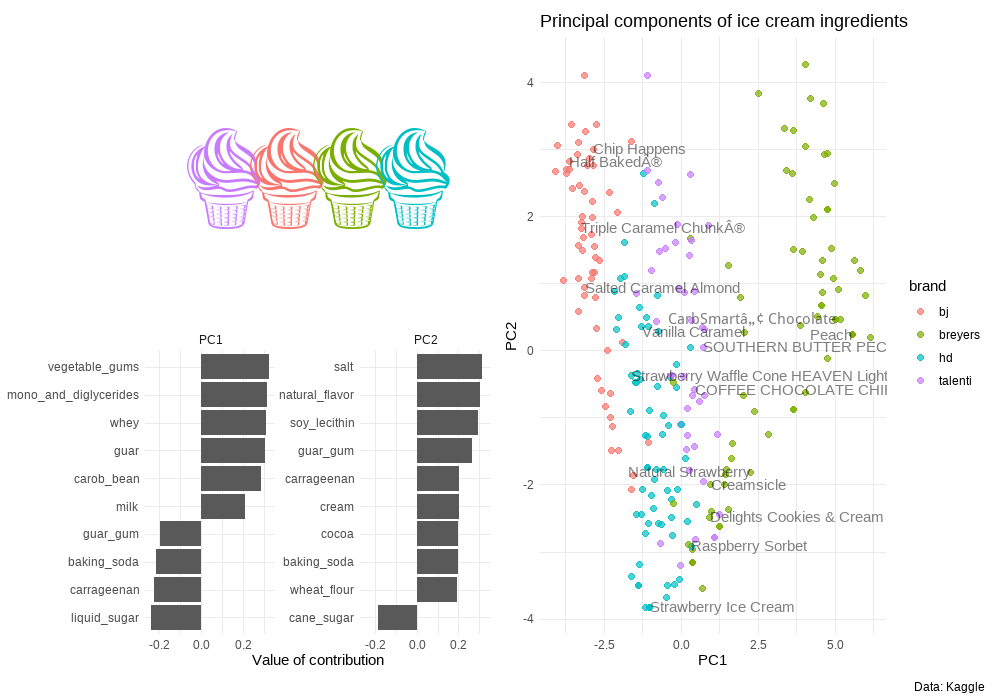 Principal components of ice cream ingredients
PC1
vegetable_gums
mono_and_diglycerides
whey
guar
carob_bean
milk
guar_gum
baking_soda
carrageenan
liquid_sugar
-0.2 0.0 0.2
PC2
salt
natural_flavor
soy_lecithin
guar_gum
carrageenan
cream
cocoa
baking_soda
wheat_flour
cane_sugar
-0.2 0.0 0.2
Value of contribution
PC2
4
2
0
-2
-4
Chip Happens
Half BakedÂ®
Triple Caramel ChunkÂ®
Salted Caramel Almond
CarbSmartâ„¢ Chocolate
Vanilla Caramel
Peach
SOUTHERN BUTTER PEC
Strawberry Waffle Cone HEAVEN Light
COFFEE CHOCOLATE CHI
Natural Strawberry
Creamsicle
Delights Cookies & Cream
Raspberry Sorbet
Strawberry Ice Cream
-2.5 0.0 2.5 5.0
PC1
brand
bj
breyers
hd
talenti
Data: Kaggle